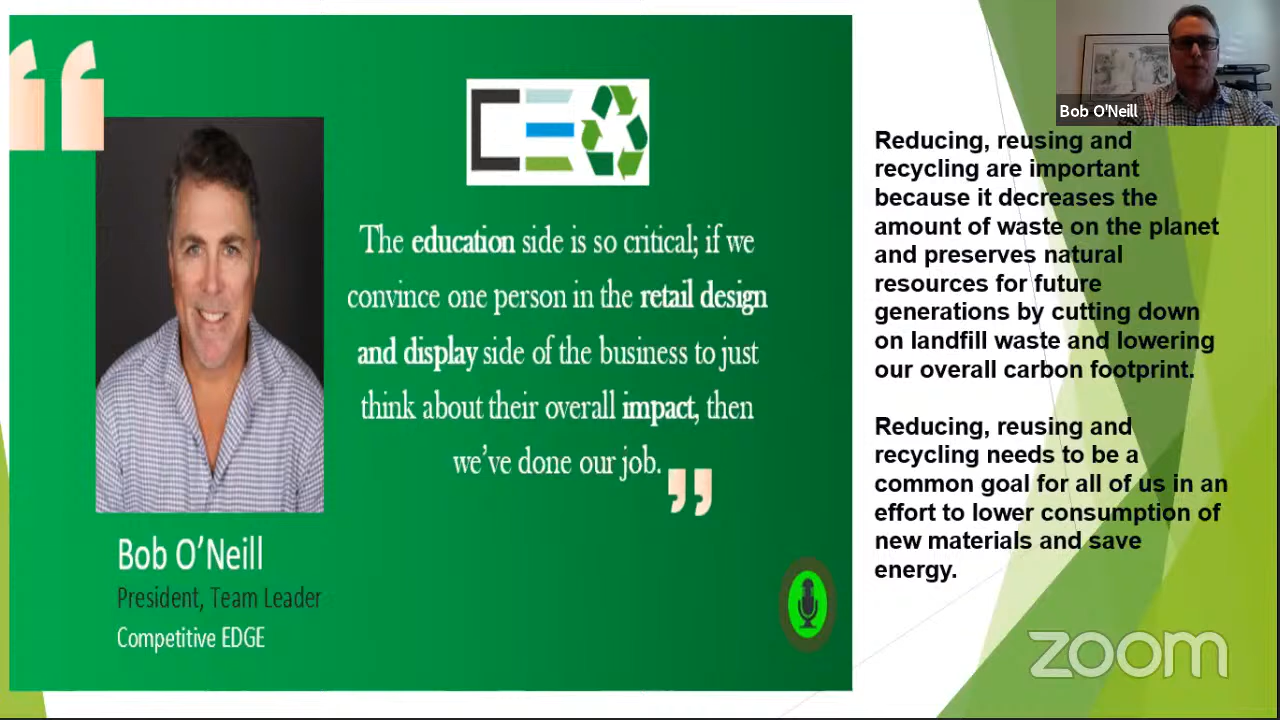 CE
The education side is so critical; if we
convince one person in the retail design
and display side of the business to just
think about their overall impact, then
we've done our job.
Bob O'Neill
President, Team Leader
Competitive EDGE
Bob O'Neill
Reducing, reusing and
recycling are important
because it decreases the
amount of waste on the planet
and preserves natural
resources for future
generations by cutting down
on landfill waste and lowering
our overall carbon footprint.
Reducing, reusing and
recycling needs to be a
common goal for all of us in an
effort to lower consumption of
new materials and save
energy.
zoom